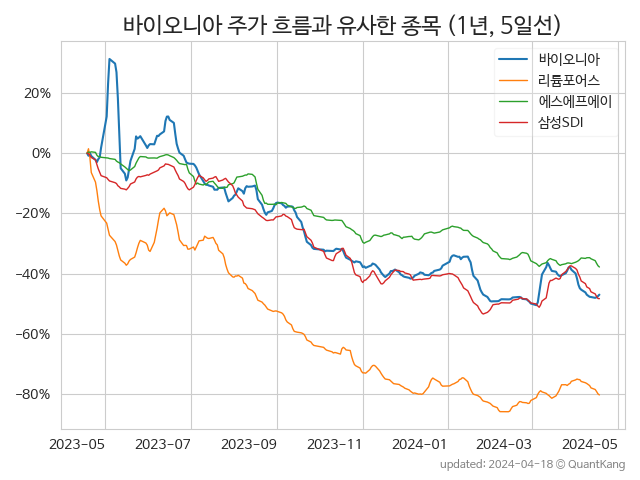 바이오니아 주가 흐름과 유사한 종목 (1년, 5일선)
바이오니아
리튬포어스
에스에프에이
삼성SDI
20%
0%
−20%
−40%
−60%
−80%
2023-05 2023-07 2023-09 2023-11 2024-01 2024-03 2024-05
updated: 2024-04-18 © QuantKang